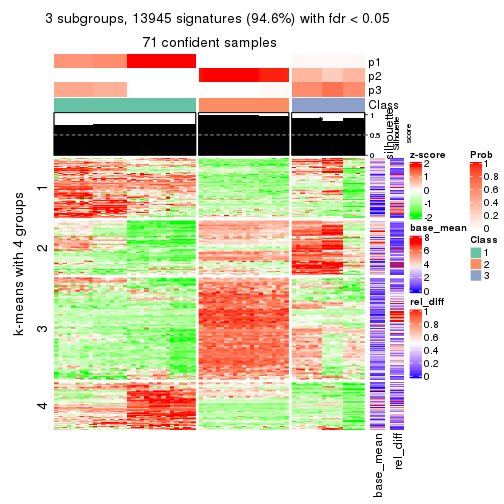 3 subgroups, 13945 signatures (94.6%) with fdr < 0.05
71 confident samples
p1
p2
p3
Class
1
0.5
0
silhouette
Silhouette
score
k-means with 4 groups
1
2
3
4
base_mean
rel_diff
z-score
2
1
0
-1
-2
base_mean
8
6
4
2
0
rel_diff
1
0.8
0.6
0.4
0.2
0
Prob
1
0.8
0.6
0.4
0.2
0
Class
1
2
3